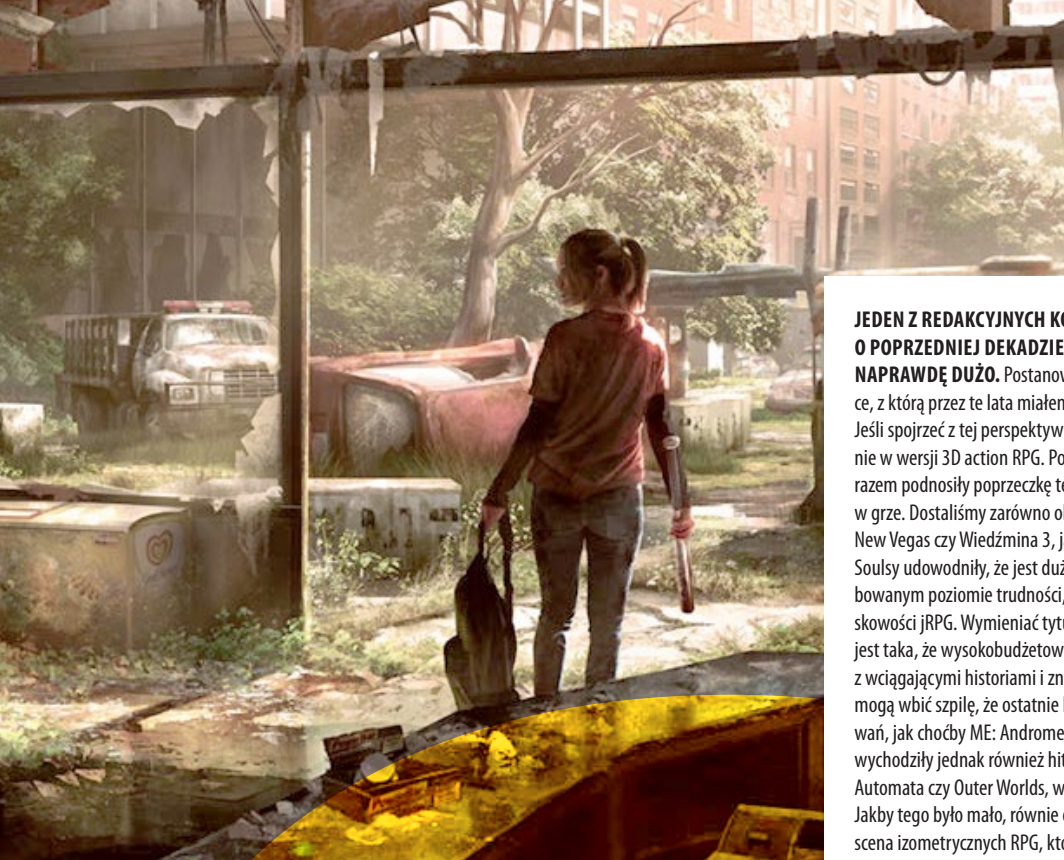 JEDEN Z REDAKCYJNYCH
O POPRZEDNIEJ DEKADZIE
NAPRAWDĘ DUŻO. Postanow
ce, z którą przez te lata miałem
Jeśli spojrzeć z tej perspektyw
nie w wersji 3D action RPG. Po
razem podnosiły poprzeczkę te
w grze. Dostaliśmy zarówno
New Vegas czy Wiedźmina 3, j
Soulsy udowodniły, że jest duż
bowanym poziomie trudności,
skowości jRPG. Wymieniać tytu
jest taka, że wysokobudżetow
z wciągającymi historiami i zn
mogą wbić szpilę, że ostatnie
wań, jak choćby ME: Androme
wychodziły jednak również hit
Automata czy Outer Worlds, w
Jakby tego było mało, równie
scena izometrycznych RPG, któ